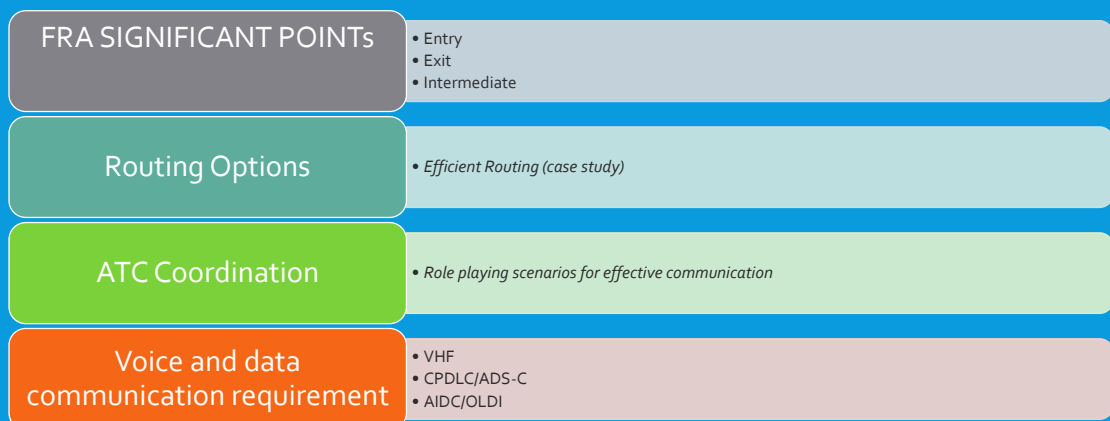 FRA SIGNIFICANT POINTs
• Entry
• Exit
• Intermediate
Routing Options
• Efficient Routing (case study)
ATC Coordination
• Role playing scenarios for effective communication
Voice and data
communication requirement
• VHF
• CPDLC/ADS-C
• AIDC/OLDI